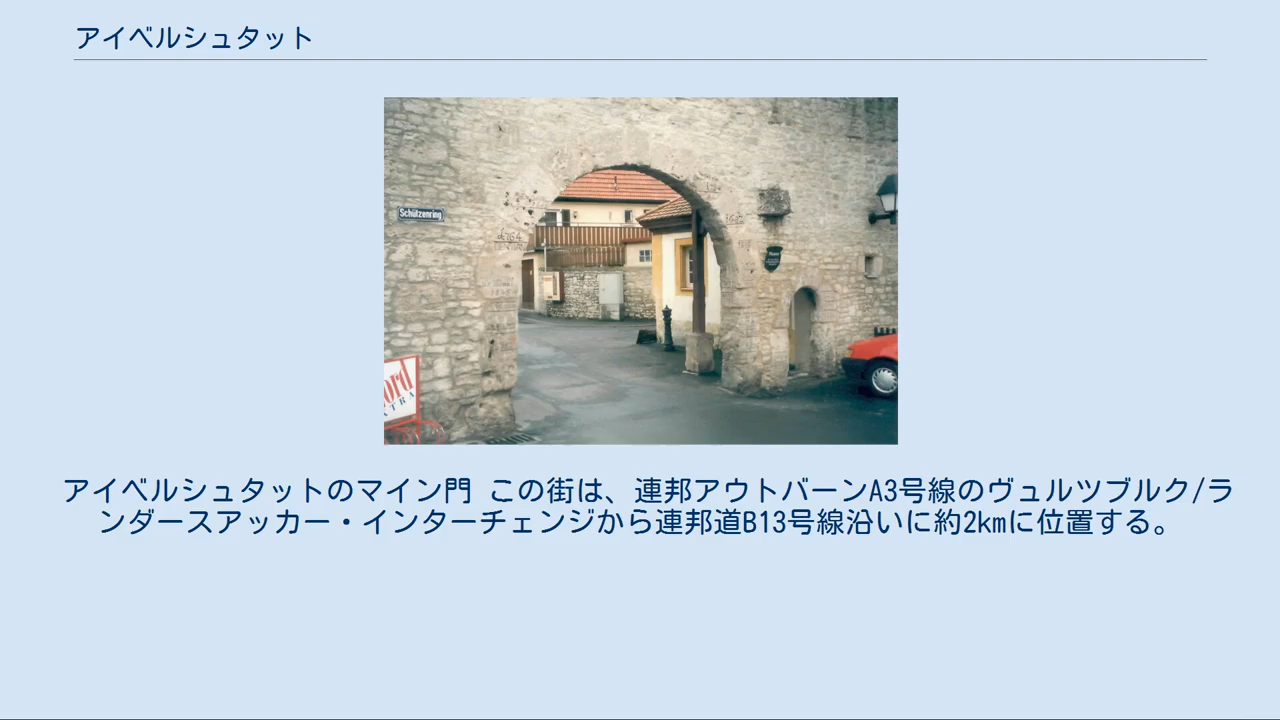 アイベルシュタット
Schützenring
アイベルシュタットのマイン門 この街は、連邦アウトバーンA3号線のヴュルツブルク/ラ
ンダースアッカー・インターチェンジから連邦道B13号線沿いに約2kmに位置する。